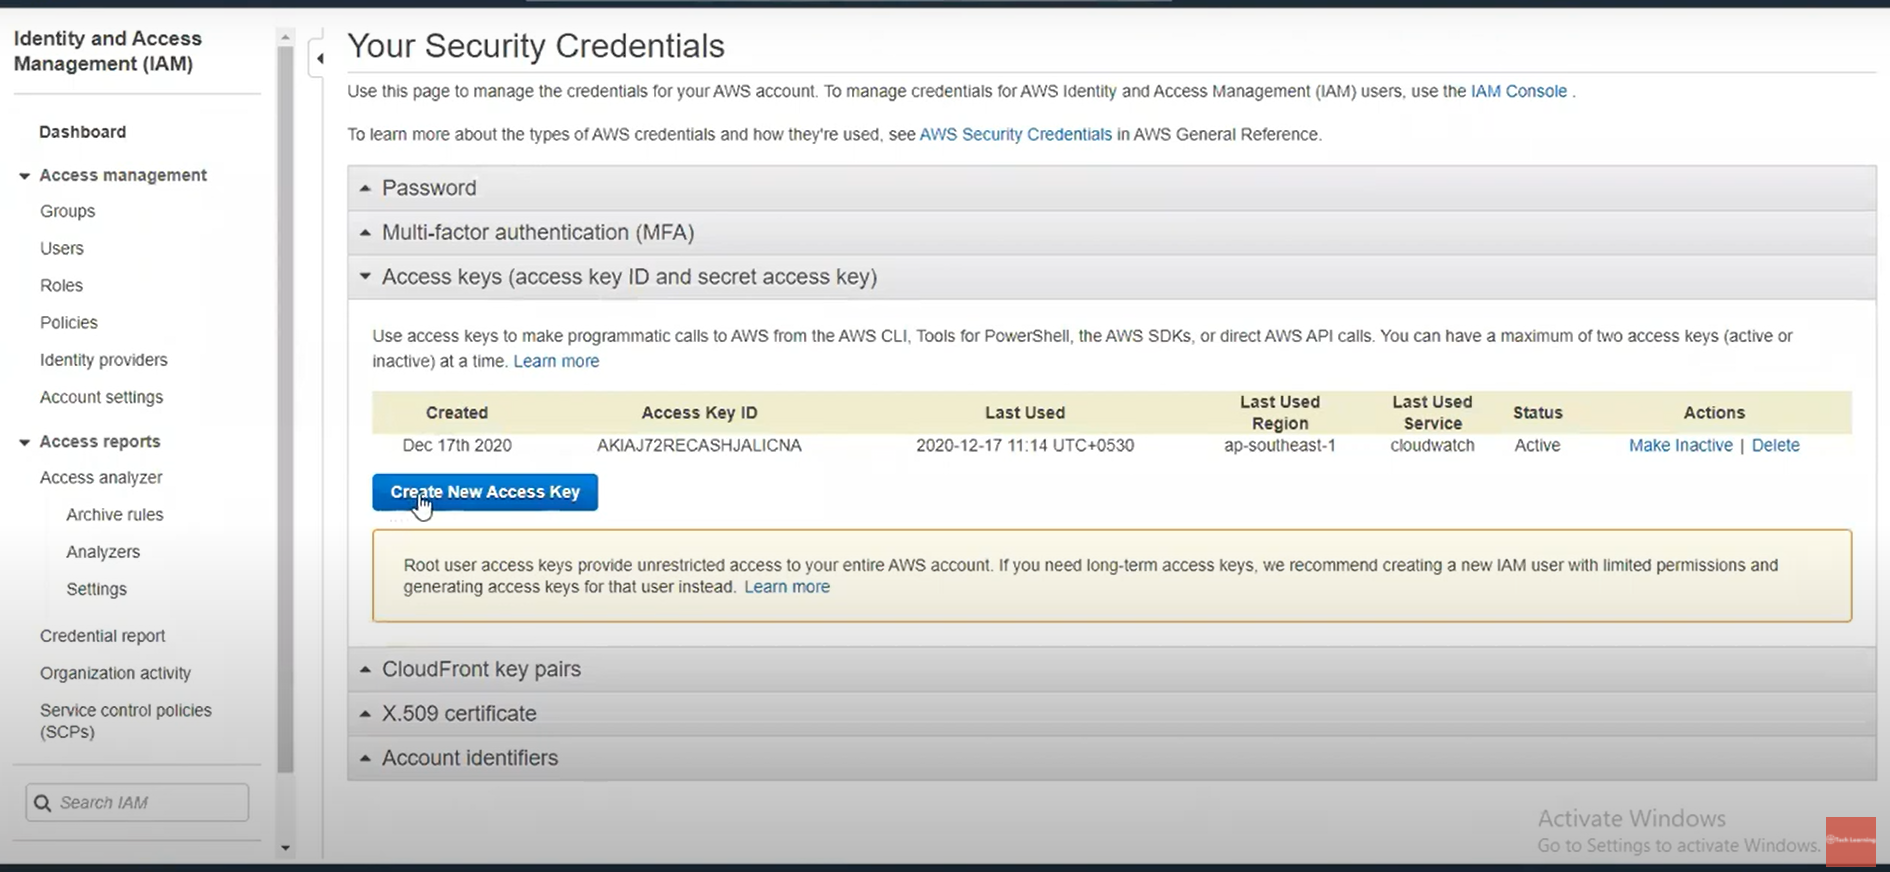 Identity and Access
Management (IAM)
Dashboard
Access management
Groups
Users
Roles
Policies
Identity providers
Account settings
Access reports
Access analyzer
Archive rules
Analyzers
Settings
Credential report
Organization activity
Service control policies
(SCPs)
Search IAM
Your Security Credentials
Use this page to manage the credentials for your AWS account. To manage credentials for AWS Identity and Access Management (IAM) users, use the IAM Console .
To learn more about the types of AWS credentials and how they're used, see AWS Security Credentials in AWS General Reference.
Password
Multi-factor authentication (MFA)
Access keys (access key ID and secret access key)
Use access keys to make programmatic calls to AWS from the AWS CLI, Tools for PowerShell, the AWS SDKs, or direct AWS API calls. You can have a maximum of two access keys (active or
inactive) at a time. Learn more
Created Access Key ID Last Used Last Used Region Last Used Service Status Actions
Dec 17th 2020 AKIAJ72RECASHJALICNA 2020-12-17 11:14 UTC+0530 ap-southeast-1 cloudwatch Active Make Inactive | Delete
Create New Access Key
Root user access keys provide unrestricted access to your entire AWS account. If you need long-term access keys, we recommend creating a new IAM user with limited permissions and
generating access keys for that user instead. Learn more
CloudFront key pairs
X.509 certificate
Account identifiers
Activate Windows
Go to Settings to activate Windows.
Tech Learning